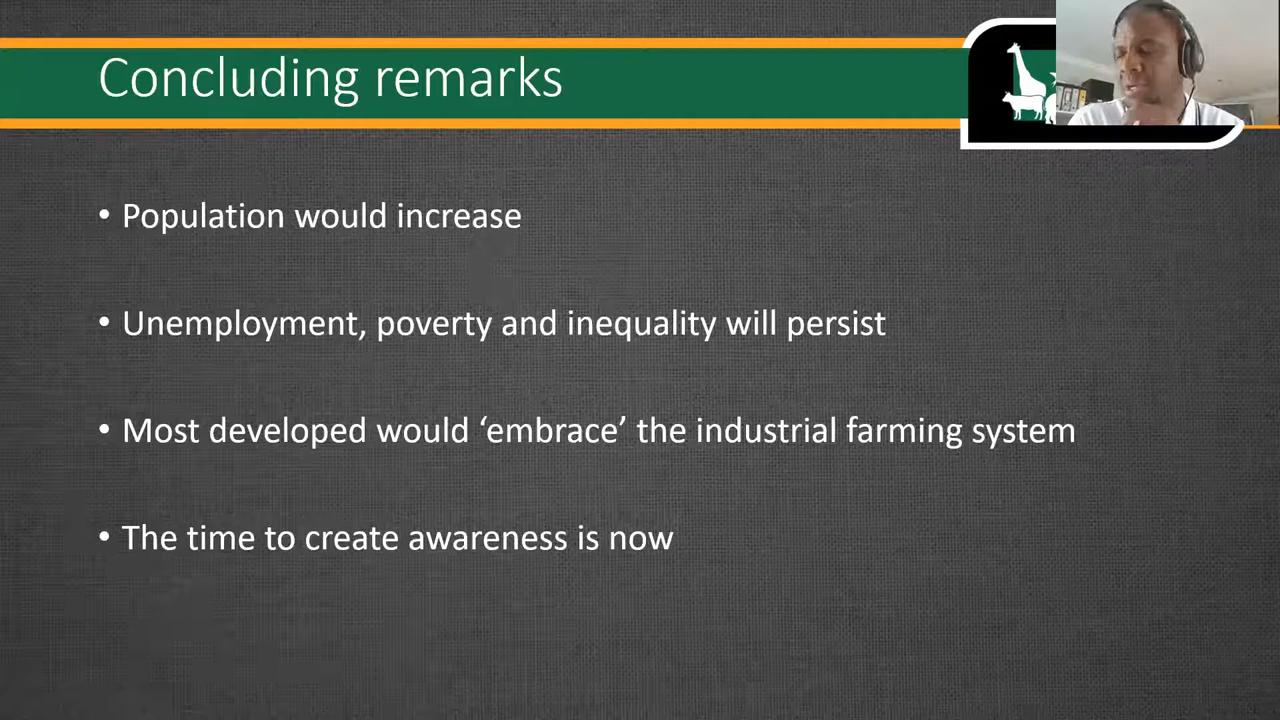 Concluding remarks
• Population would increase
• Unemployment, poverty and inequality will persist
• Most developed would ‘embrace’ the industrial farming system
• The time to create awareness is now